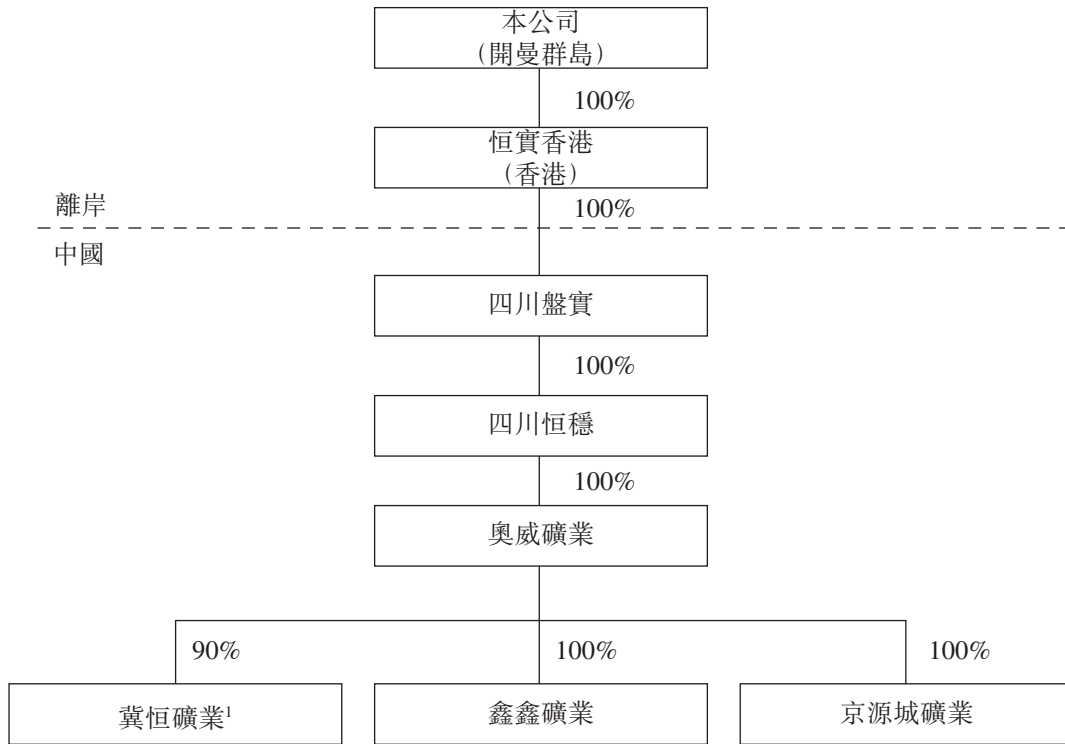 本公司
（開曼群島）
100%
恒實香港
（香港）
離岸
100%
中國
四川盤實
100%
四川恒穩
100%
奧威礦業
90%
100%
100%
冀恒礦業¹
鑫鑫礦業
京源城礦業